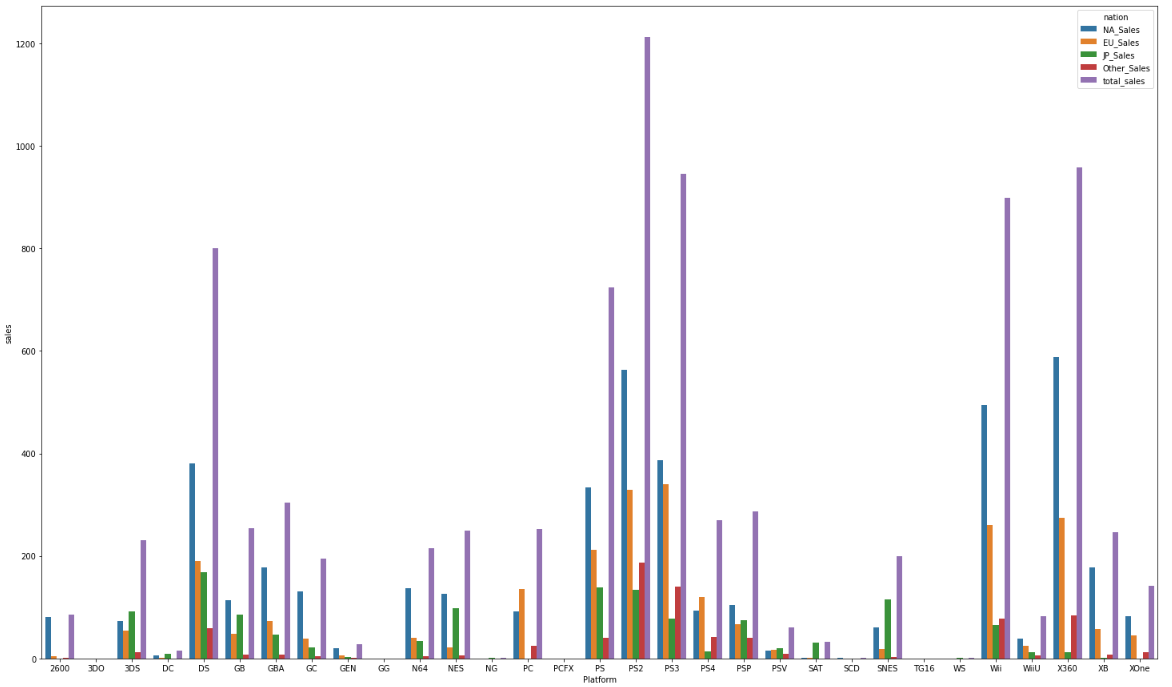 nation
NA_Sales
EU_Sales
JP_Sales
Other_Sales
total_sales
1200
1000
800
600
400
200
0
sales
2600 3DO 3DS DC DS GB GBA GC GEN GG N64 NES NG PC PCFX PS PS2 PS3 PS4 PSP PSV SAT SCD SNES TG16 WS Wii WiiU X360 XB XOne
Platform